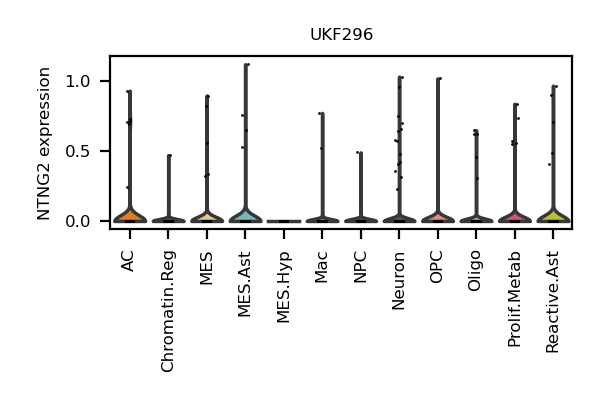 UKF296
NTNG2 expression
1.0
0.5
0.0
AC
Chromatin.Reg
MES
MES.Ast
MES.Hyp
Mac
NPC
Neuron
OPC
Oligo
Prolif.Metab
Reactive.Ast